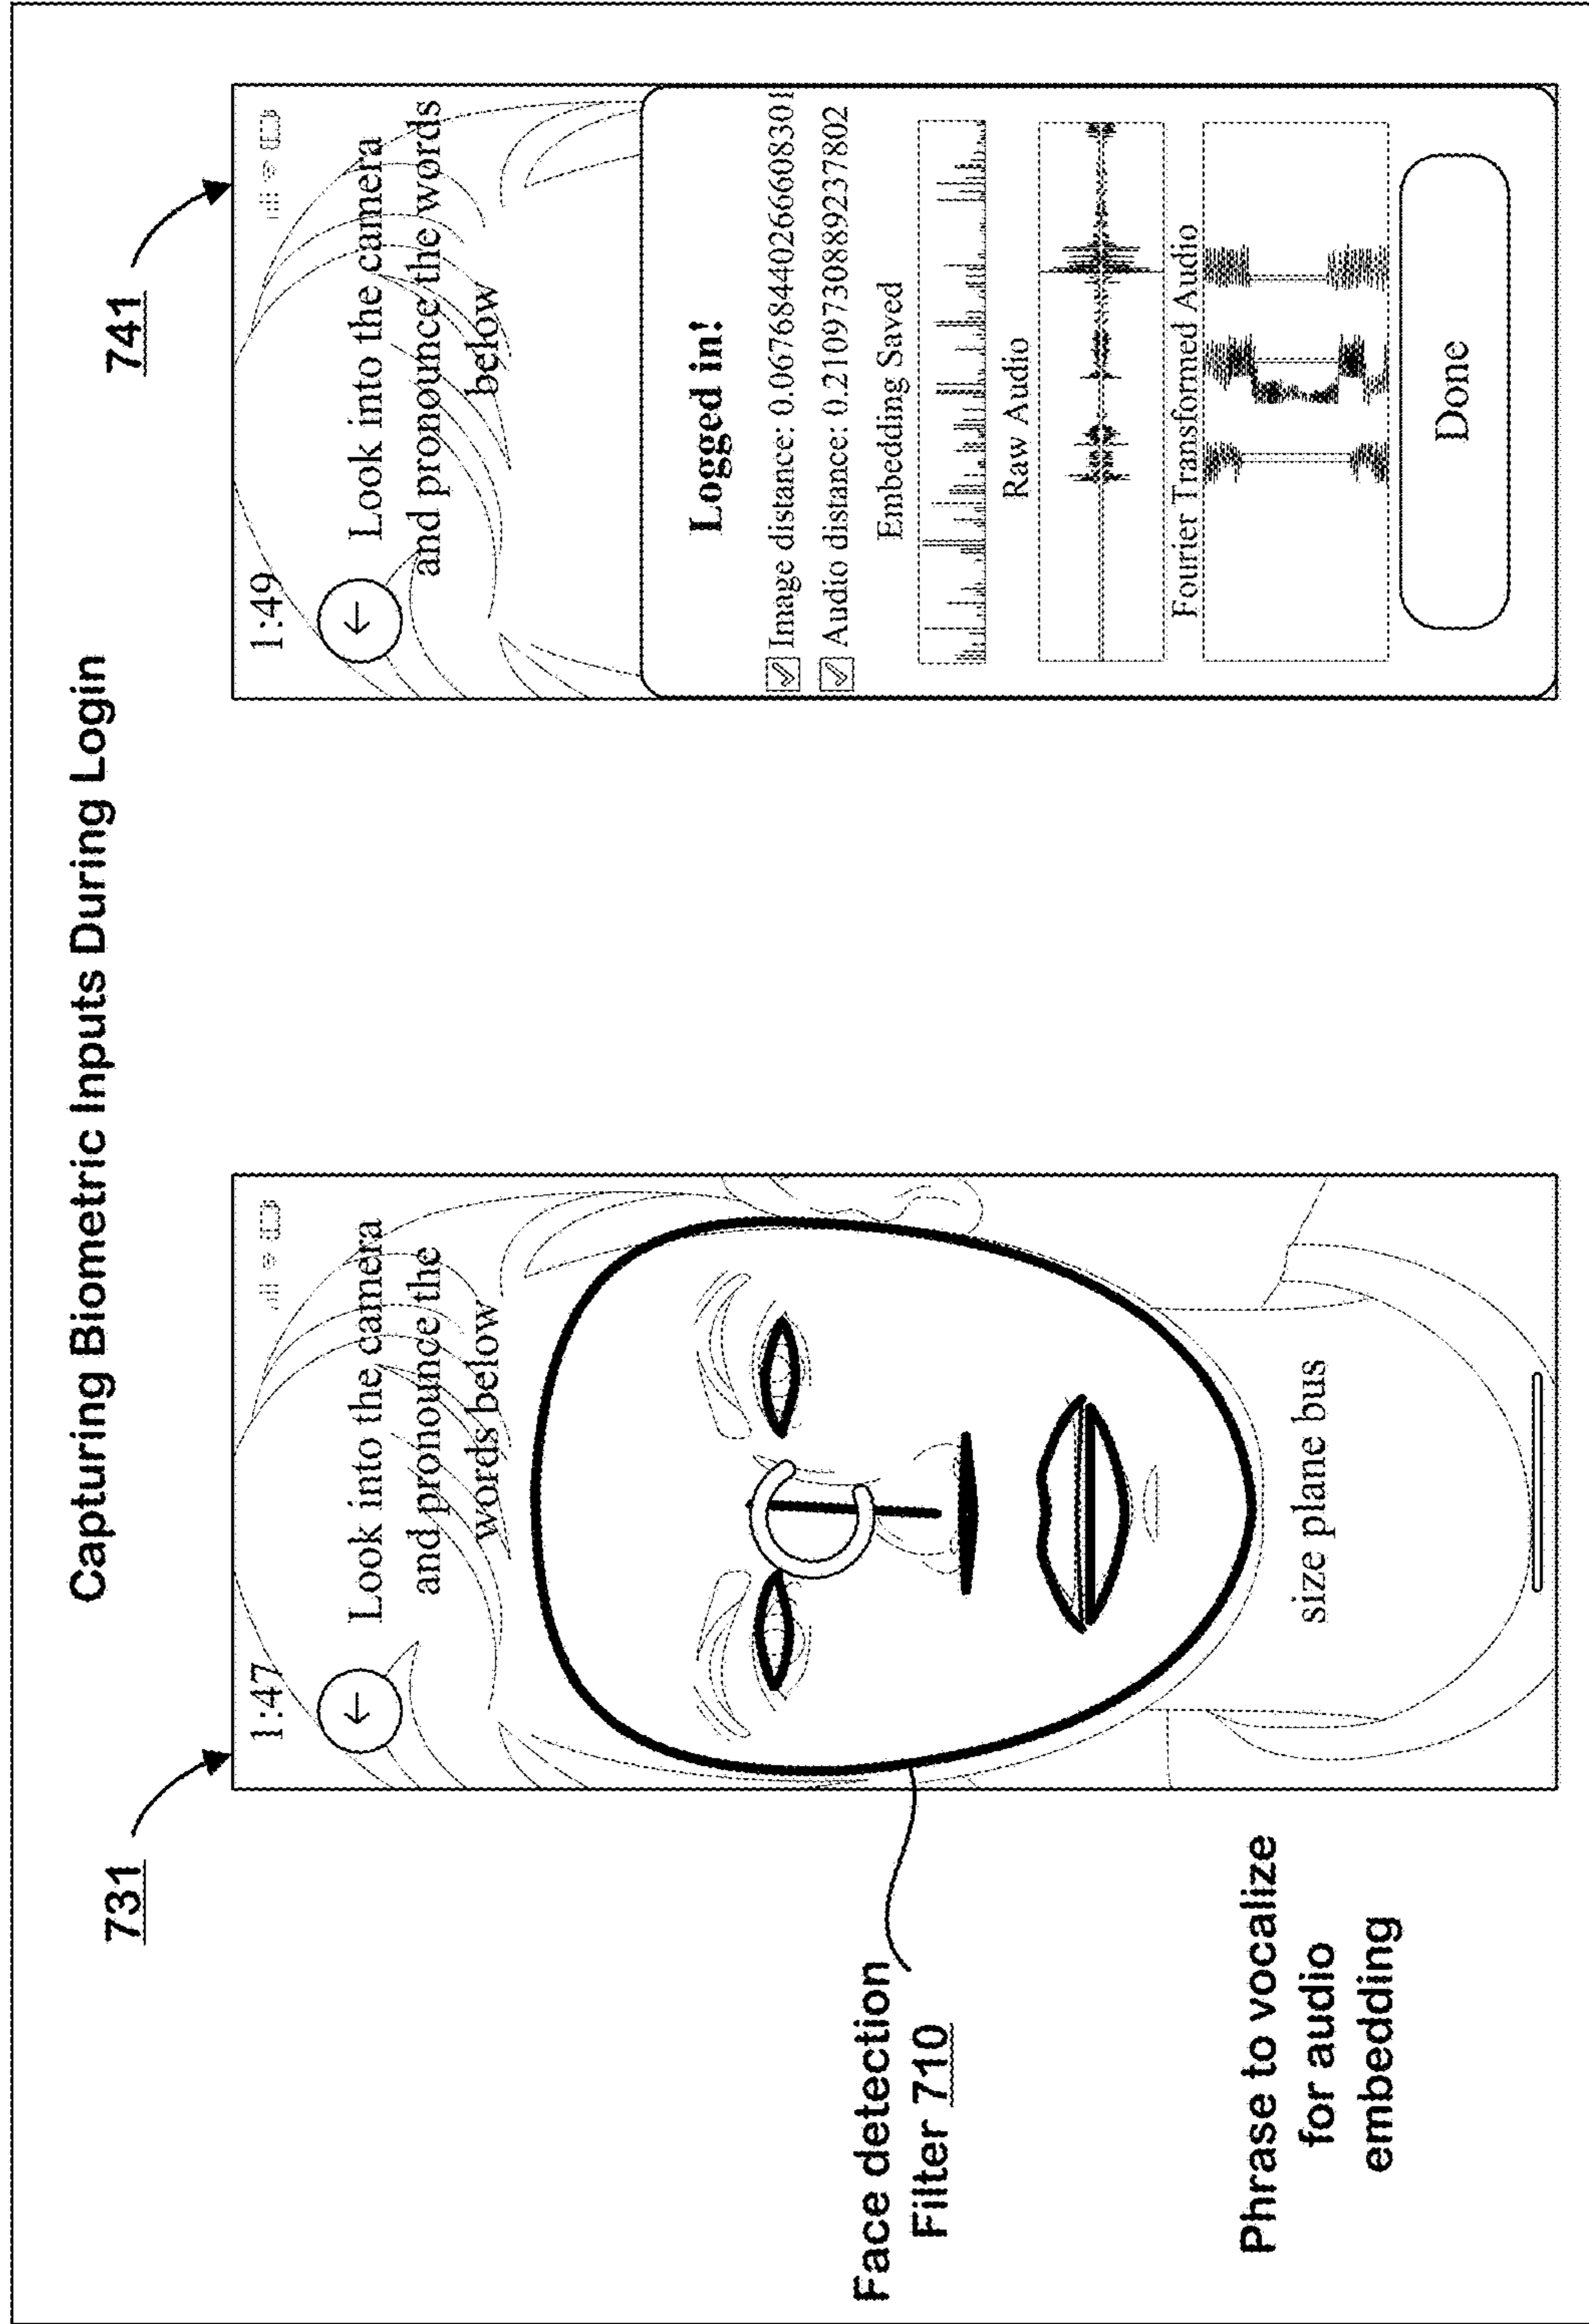 Capturing Biometric Inputs During Login
731
1:47
Look into the camera
and pronounce the
words below
size plane bus
Face detection
Filter 710
Phrase to vocalize
for audio
embedding
741
1:49
Look into the camera
and pronounce the words
below
Logged in!
Image distance: 0.06768440266608301
Audio distance: 0.2109730889237802
Embedding Saved
Raw Audio
Fourier Transfomed Audio
Done